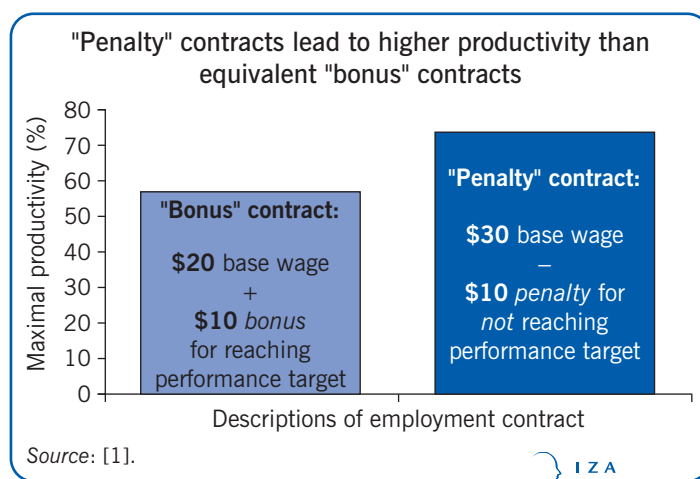 "Penalty" contracts lead to higher productivity than
equivalent "bonus" contracts
Maximal productivity (%)
80
70
60
50
40
30
20
10
0
"Bonus" contract:
$20 base wage
+
$10 bonus
for reaching
performance target
"Penalty" contract:
$30 base wage
–
$10 penalty for
not reaching
performance target
Descriptions of employment contract
Source: [1].
I Z A